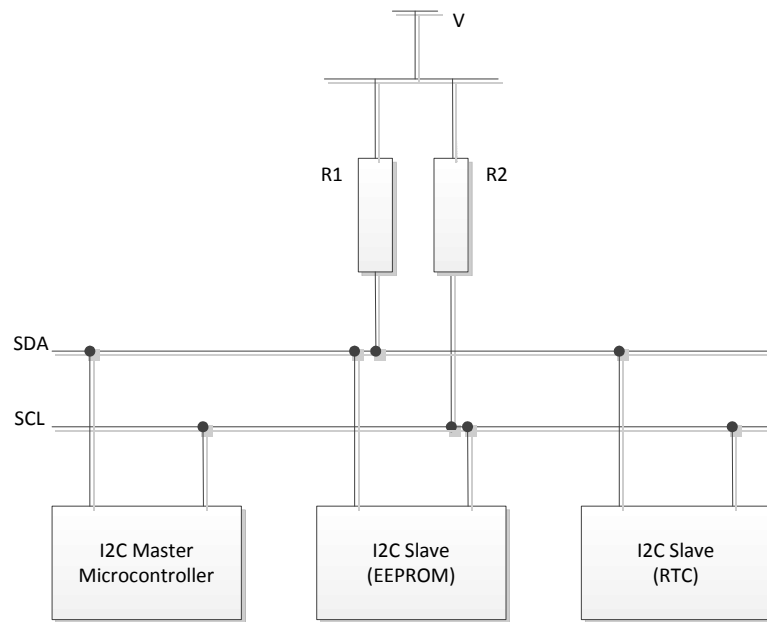 V
R1
R2
SDA
SCL
I2C Master
Microcontroller
I2C Slave
(EEPROM)
I2C Slave
(RTC)